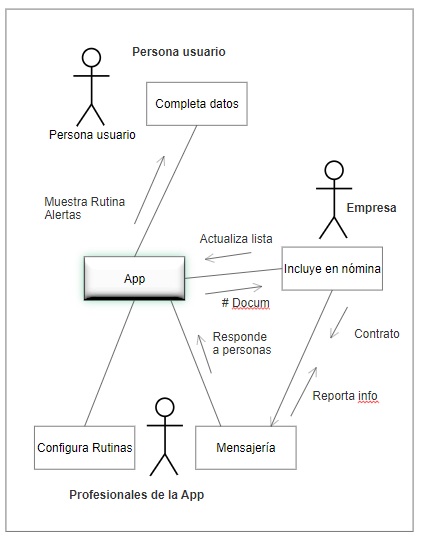 Persona usuario
Completa datos
Persona usuario
Muestra Rutina
Alertas
Empresa
Actualiza lista
Incluye en nómina
App
# Docum
Responde
a personas
Contrato
Reporta info
Configura Rutinas
Mensajería
Profesionales de la App